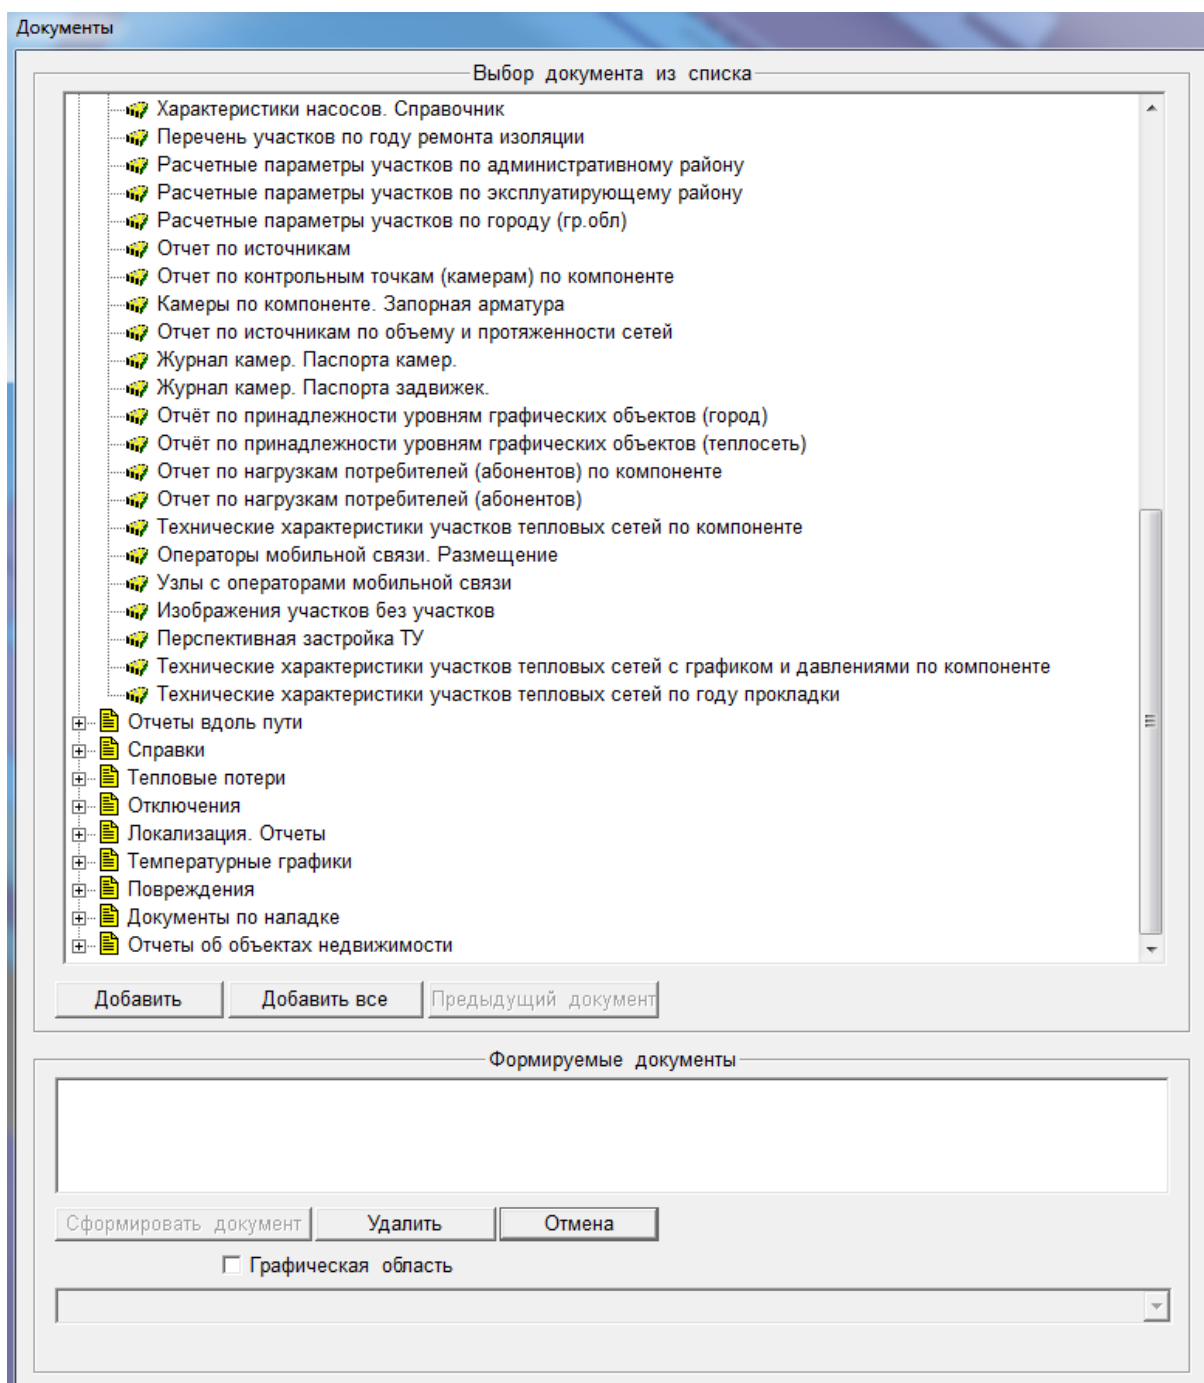 Документы
Выбор документа из списка
Характеристики насосов. Справочник
Перечень участков по году ремонта изоляции
Расчетные параметры участков по административному району
Расчетные параметры участков по эксплуатирующему району
Расчетные параметры участков по городу (гр.обл)
Отчет по источникам
Отчет по контрольным точкам (камерам) по компоненте
Камеры по компоненте. Запорная арматура
Отчет по источникам по объему и протяженности сетей
Журнал камер. Паспорта камер.
Журнал камер. Паспорта задвижек.
Отчёт по принадлежности уровням графических объектов (город)
Отчёт по принадлежности уровням графических объектов (теплосеть)
Отчет по нагрузкам потребителей (абонентов) по компоненте
Отчет по нагрузкам потребителей (абонентов)
Технические характеристики участков тепловых сетей по компоненте
Операторы мобильной связи. Размещение
Узлы с операторами мобильной связи
Изображения участков без участков
Перспективная застройка ТУ
Технические характеристики участков тепловых сетей с графиком и давлениями по компоненте
Технические характеристики участков тепловых сетей по году прокладки
Отчеты вдоль пути
Справки
Тепловые потери
Отключения
Локализация. Отчеты
Температурные графики
Повреждения
Документы по наладке
Отчеты об объектах недвижимости
Добавить Добавить все Предыдущий документ
Формируемые документы
Сформировать документ Удалить Отмена
Графическая область